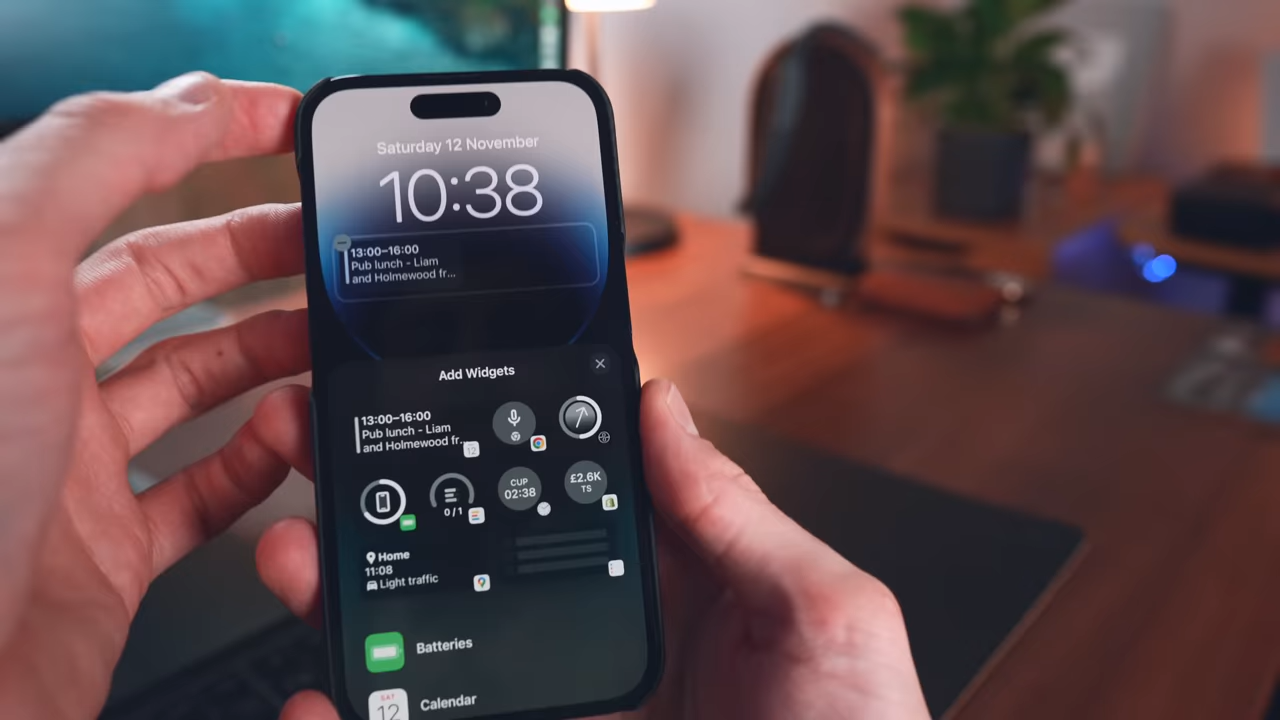 Saturday 12 November
10:38
13:00–16:00
Pub lunch - Liam
and Holmewood fr...
Add Widgets
13:00–16:00
Pub lunch - Liam
and Holmewood fr...
12
0/1
CUP
02:38
£2.6K
TS
Home
11:08
Light traffic
Batteries
SAT
12
Calendar